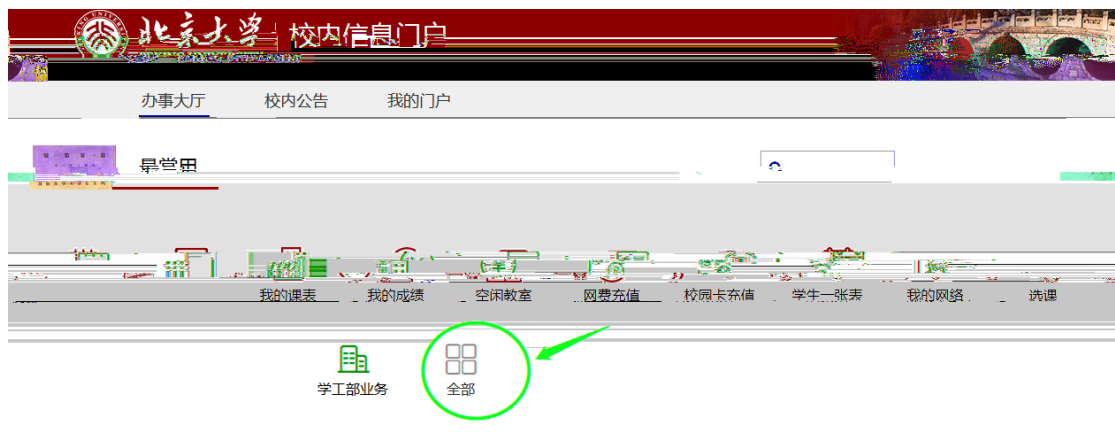 北京大学 校内信息门户
办事大厅 校内公告 我的门户
最常用
我的课表 我的成绩 空闲教室 网费充值 校园卡充值 学生一张表 我的网络 选课
学工部业务 全部